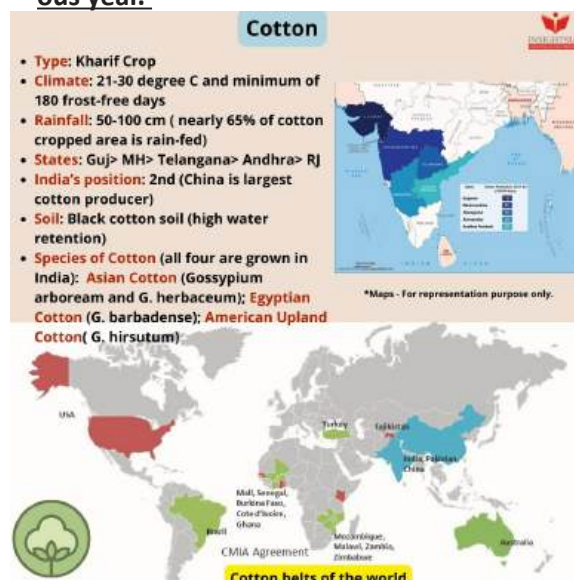 ous year.
Cotton
INSIGHTSIAS
• Type: Kharif Crop
• Climate: 21-30 degree C and minimum of
180 frost-free days
• Rainfall: 50-100 cm ( nearly 65% of cotton
cropped area is rain-fed)
• States: Guj> MH> Telangana> Andhra> RJ
• India's position: 2nd (China is largest
cotton producer)
• Soil: Black cotton soil (high water
retention)
• Species of Cotton (all four are grown in
India): Asian Cotton (Gossypium
arboream and G. herbaceum); Egyptian
Cotton (G. barbadense); American Upland
Cotton( G. hirsutum)
*Maps - For representation purpose only.
USA
Turkey
Tajikistan
India, Pakistan,
China
Mali, Senegal,
Burkina Faso,
Cote d'Ivoire,
Ghana
Brazil
Mozambique,
Malawi, Zambia,
Zimbabwe
Australia
CMIA Agreement
Cotton belts of the world